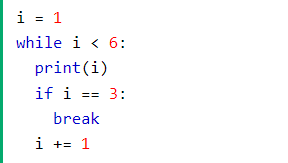 i = 1
while i < 6:
  print(i)
  if i == 3:
    break
  i += 1